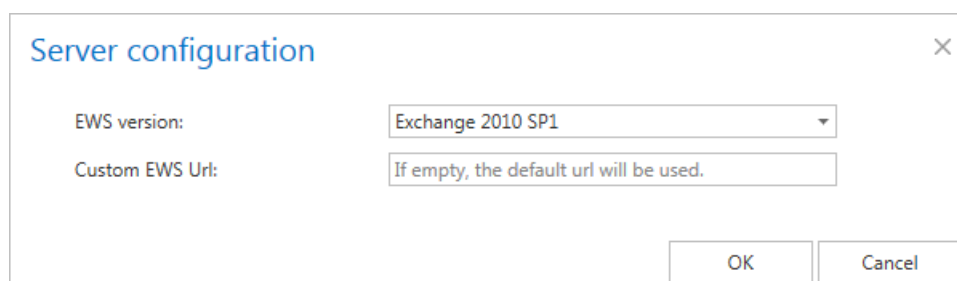 Server configuration
EWS version: Exchange 2010 SP1
Custom EWS Url: If empty, the default url will be used.
OK Cancel